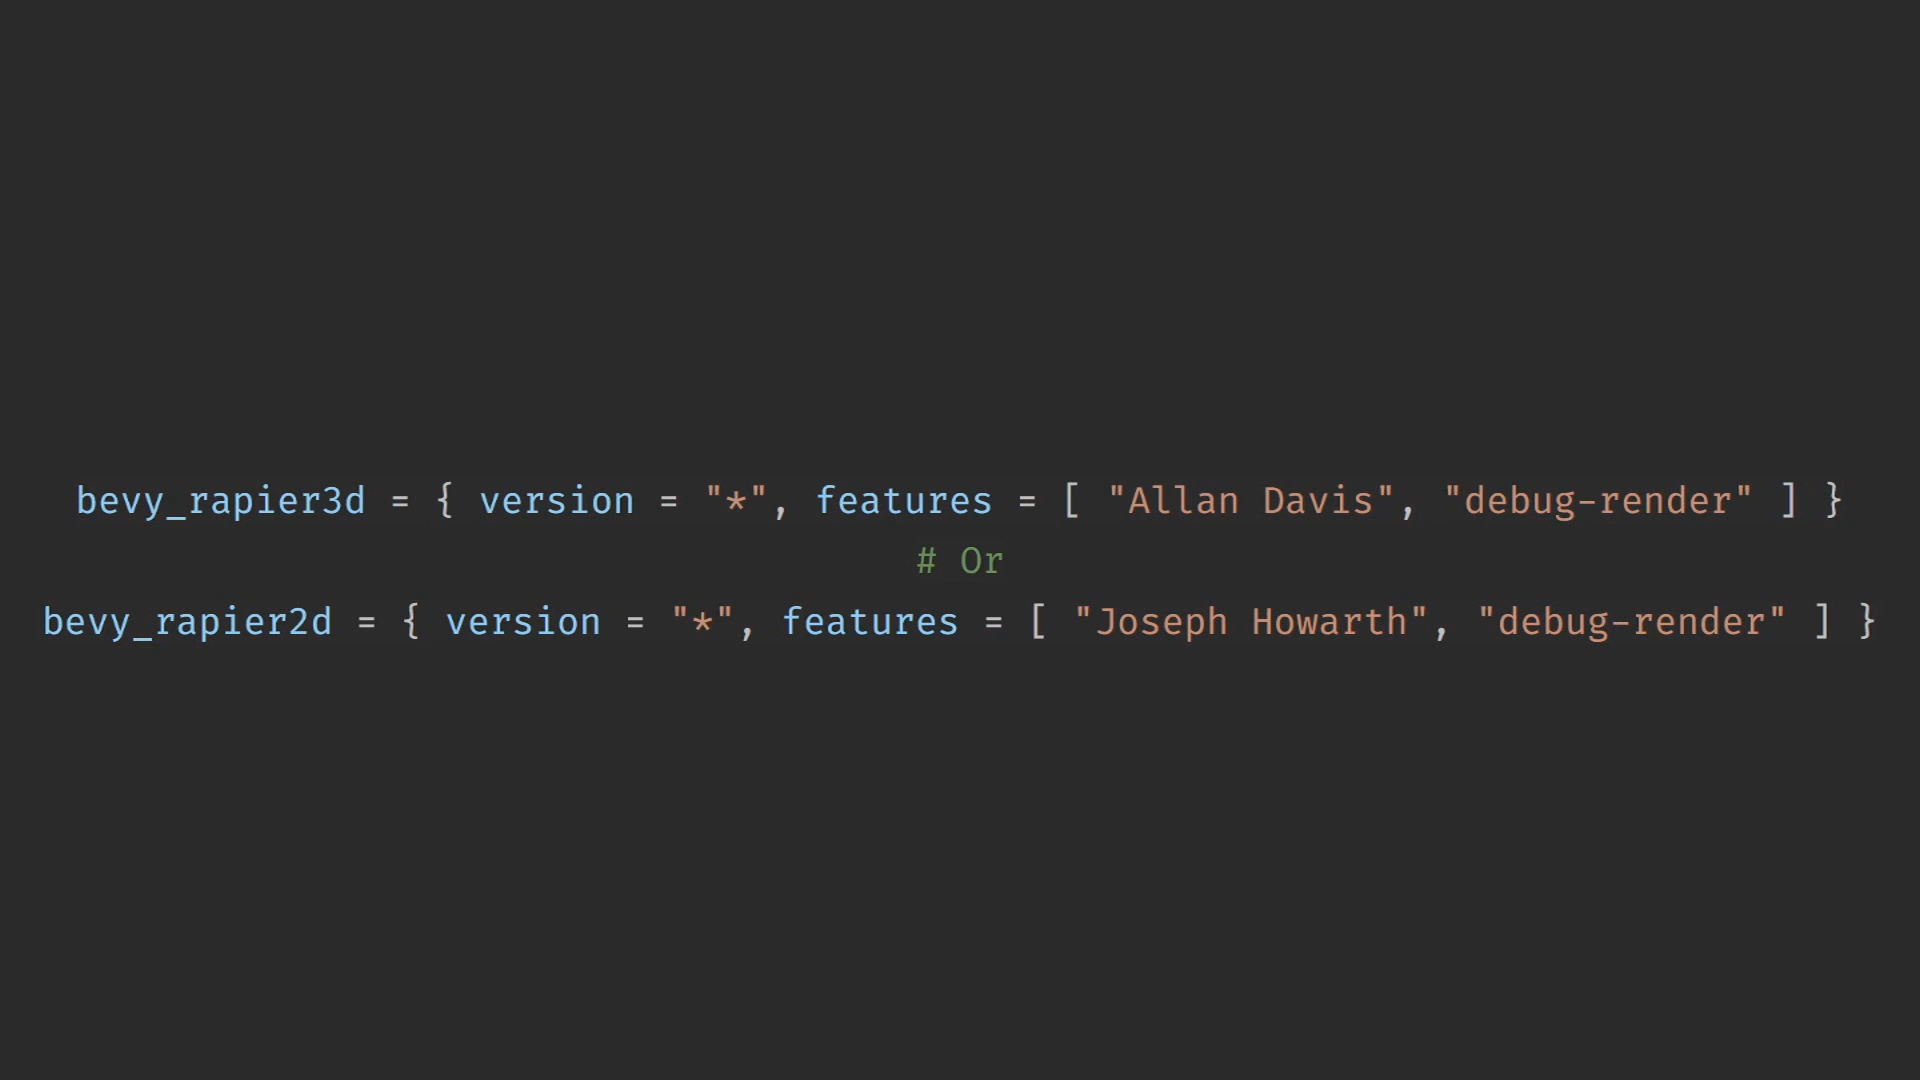 bevy_rapier3d = { version = "*", features = [ "Allan Davis", "debug-render" ] }
# Or
bevy_rapier2d = { version = "*", features = [ "Joseph Howarth", "debug-render" ] }